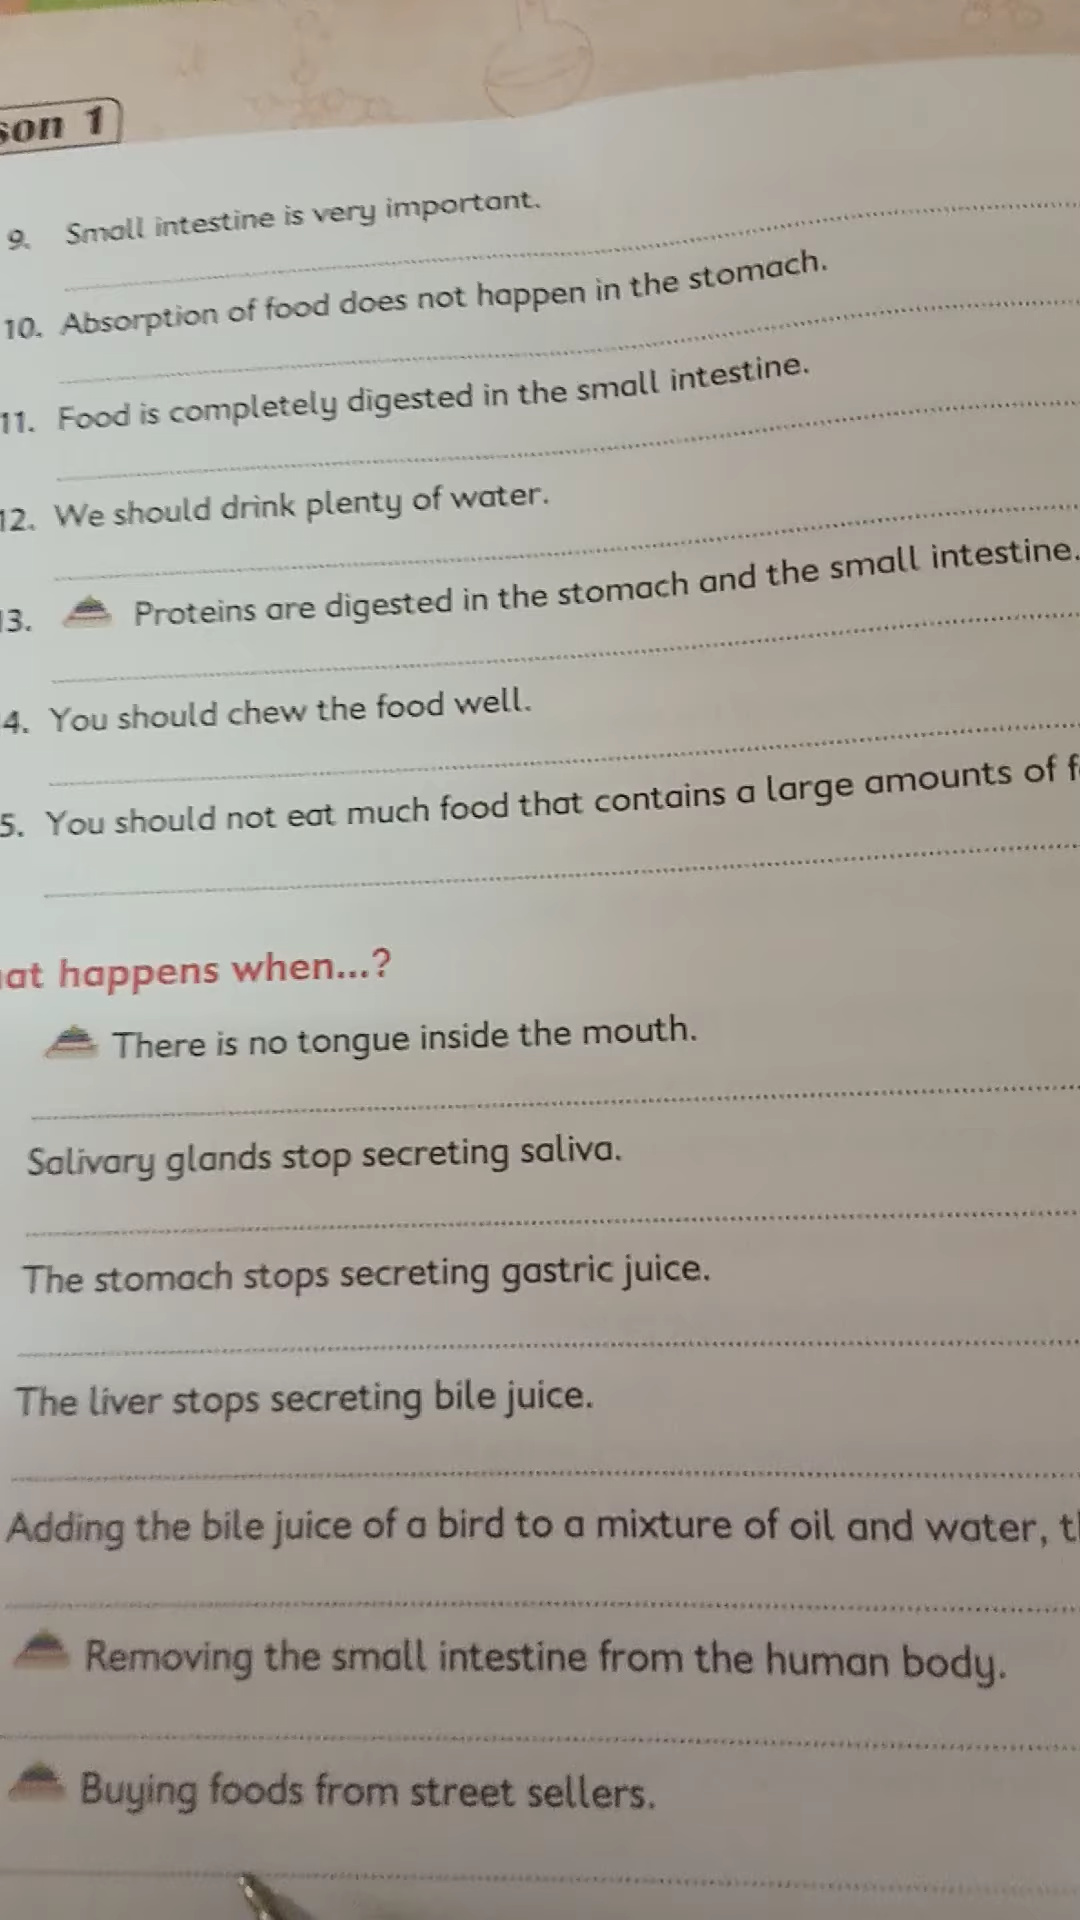 son 1
9. Small intestine is very important.
10. Absorption of food does not happen in the stomach.
11. Food is completely digested in the small intestine.
12. We should drink plenty of water.
13. Proteins are digested in the stomach and the small intestine.
4. You should chew the food well.
5. You should not eat much food that contains a large amounts of f
at happens when...?
There is no tongue inside the mouth.
Salivary glands stop secreting saliva.
The stomach stops secreting gastric juice.
The liver stops secreting bile juice.
Adding the bile juice of a bird to a mixture of oil and water,
Removing the small intestine from the human body.
Buying foods from street sellers.